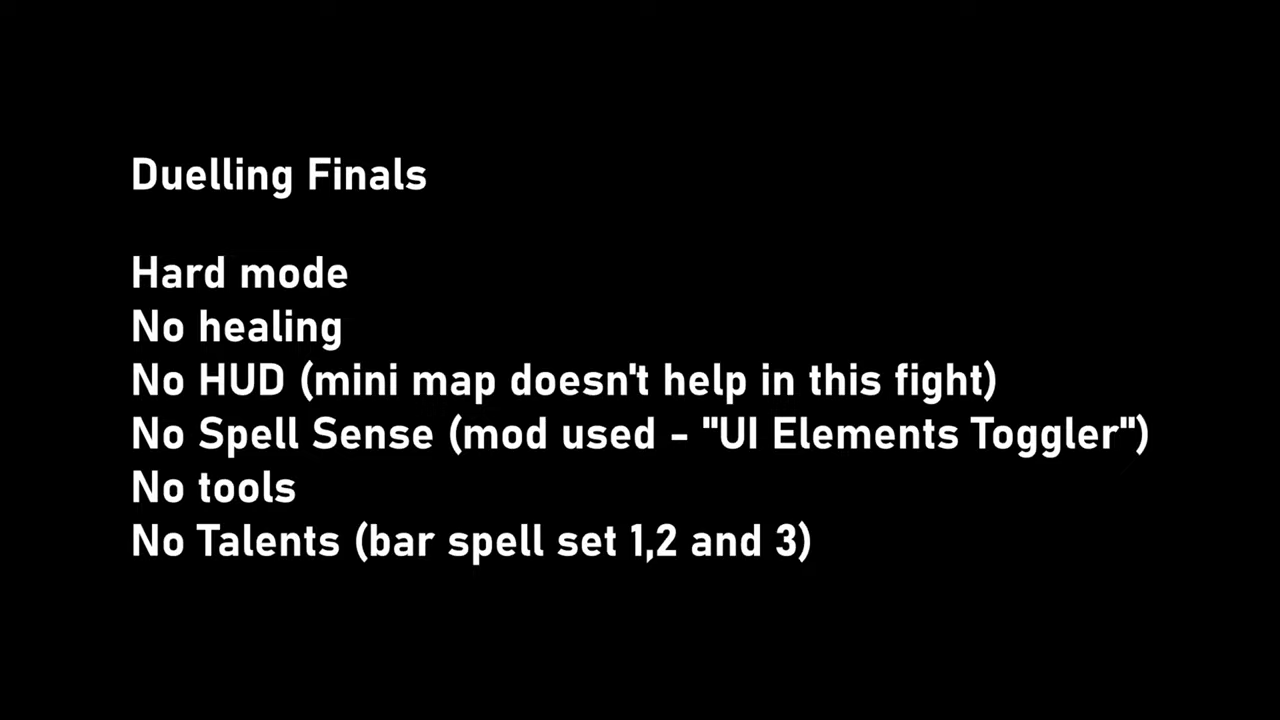 Duelling Finals
Hard mode
No healing
No HUD (mini map doesn't help in this fight)
No Spell Sense (mod used - "UI Elements Toggler")
No tools
No Talents (bar spell set 1,2 and 3)